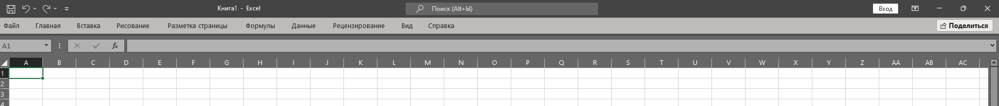 Книга1 - Excel
Поиск (Alt+Ы)
Вход
Файл Главная Вставка Рисование Разметка страницы Формулы Данные Рецензирование Вид Справка Поделиться
A1 fx
A B C D E F G H I J K L M N O P Q R S T U V W X Y Z AA AB AC
1
2
3
4